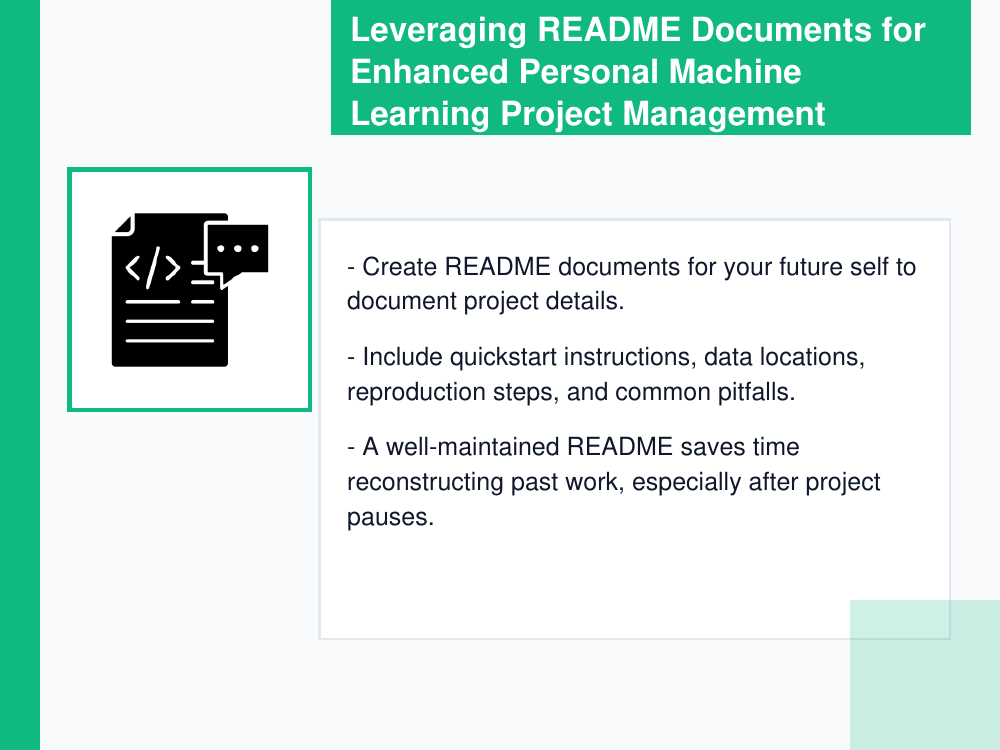 Leveraging README Documents for
Enhanced Personal Machine
Learning Project Management
- Create README documents for your future self to
document project details.
- Include quickstart instructions, data locations,
reproduction steps, and common pitfalls.
- A well-maintained README saves time
reconstructing past work, especially after project
pauses.